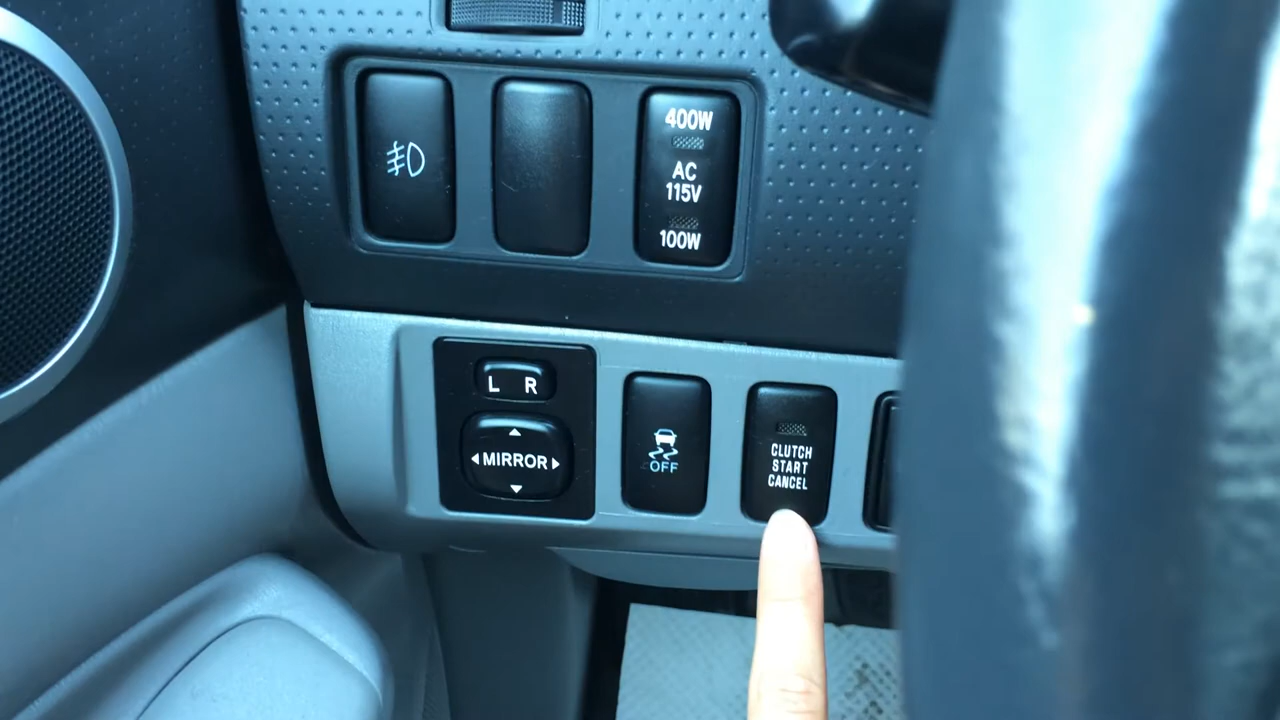 400W
AC
115V
100W
L R
MIRROR
OFF
CLUTCH
START
CANCEL